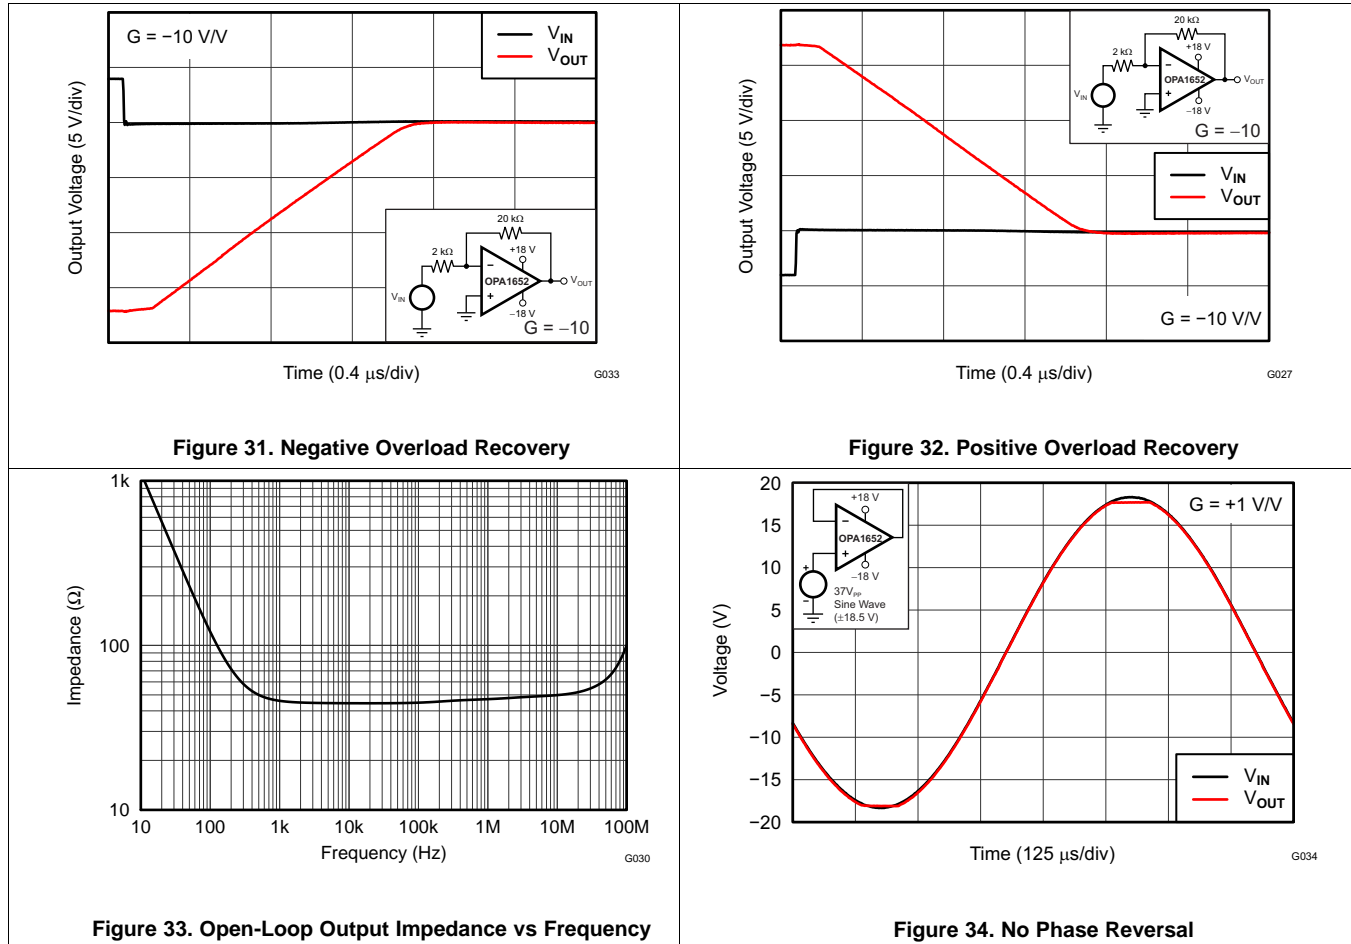 G = −10 V/V
VIN
VOUT
Output Voltage (5 V/div)
20 kΩ
2 kΩ
+18 V
−
OPA1652
+
VIN
VOUT
−18 V
G = −10
Time (0.4 μs/div)
G033
Figure 31. Negative Overload Recovery
20 kΩ
2 kΩ
+18 V
−
OPA1652
+
VIN
VOUT
−18 V
G = −10
VIN
VOUT
Output Voltage (5 V/div)
G = −10 V/V
Time (0.4 μs/div)
G027
Figure 32. Positive Overload Recovery
1k
100
10
Impedance (Ω)
10 100 1k 10k 100k 1M 10M 100M
Frequency (Hz)
G030
Figure 33. Open-Loop Output Impedance vs Frequency
20
15
10
5
0
−5
−10
−15
−20
Voltage (V)
+18 V
−
OPA1652
+
−18 V
+
−
37VPP
Sine Wave
(±18.5 V)
G = +1 V/V
VIN
VOUT
Time (125 μs/div)
G034
Figure 34. No Phase Reversal